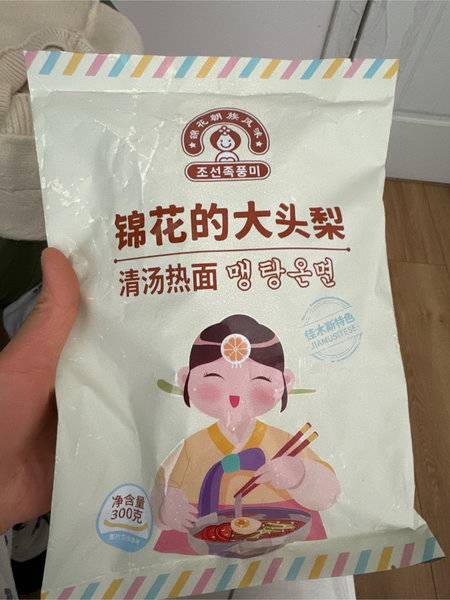 锦花朝族风味
조선족풍미
锦花的大头梨
清汤热面 맹탕온면
佳木斯特色
JIAMUSITESE
净含量
300克